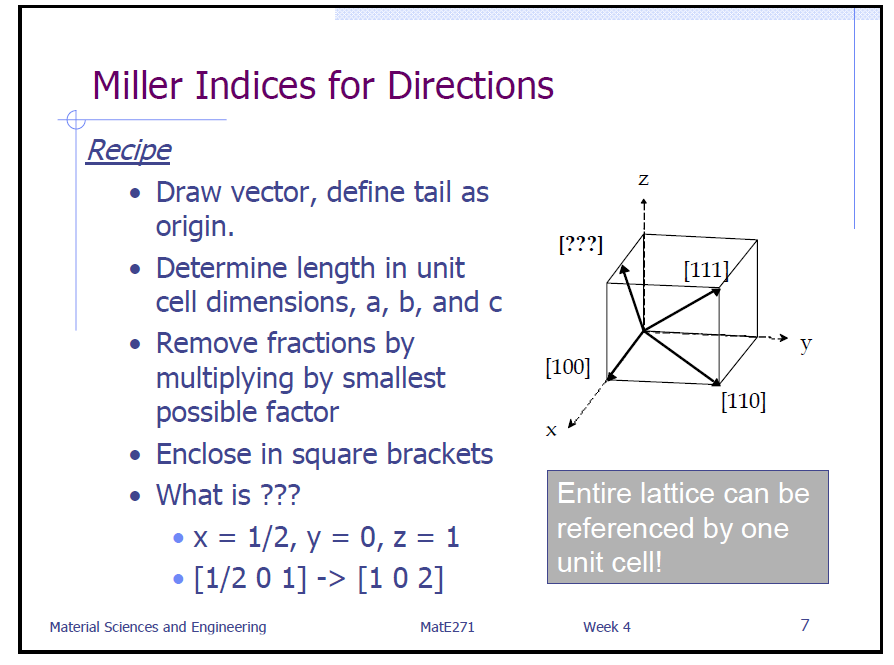 Miller Indices for Directions
Recipe
• Draw vector, define tail as
origin.
• Determine length in unit
cell dimensions, a, b, and c
• Remove fractions by
multiplying by smallest
possible factor
• Enclose in square brackets
• What is ???
• x = 1/2, y = 0, z = 1
• [1/2 0 1] -> [1 0 2]
z
[???]
[111]
y
[100]
[110]
x
Entire lattice can be
referenced by one
unit cell!
Material Sciences and Engineering
MatE271
Week 4
7